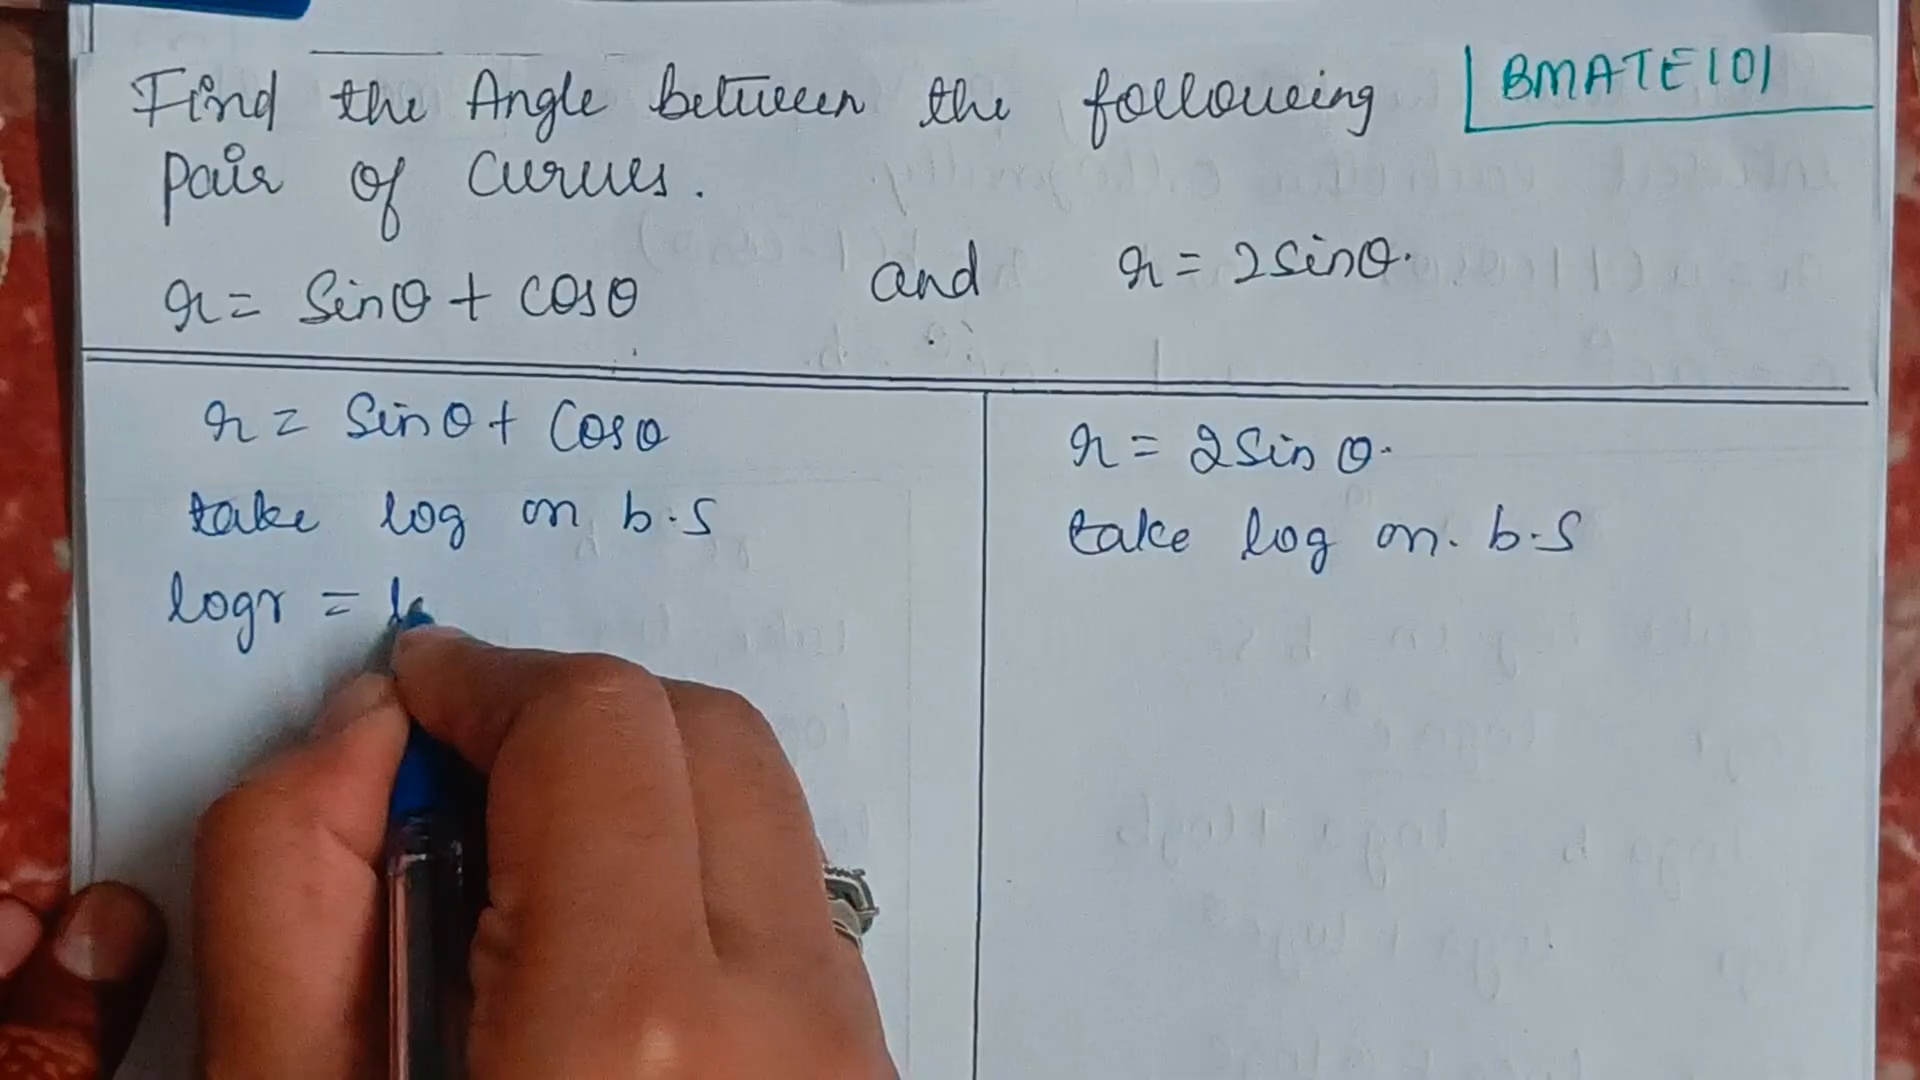 Find the Angle between the following
BMATE101
pair of curves.
r = sinθ + cosθ and r = 2sinθ.
r = sinθ + cosθ
take log on b.s
logr = l
r = 2sin θ.
take log on. b.s